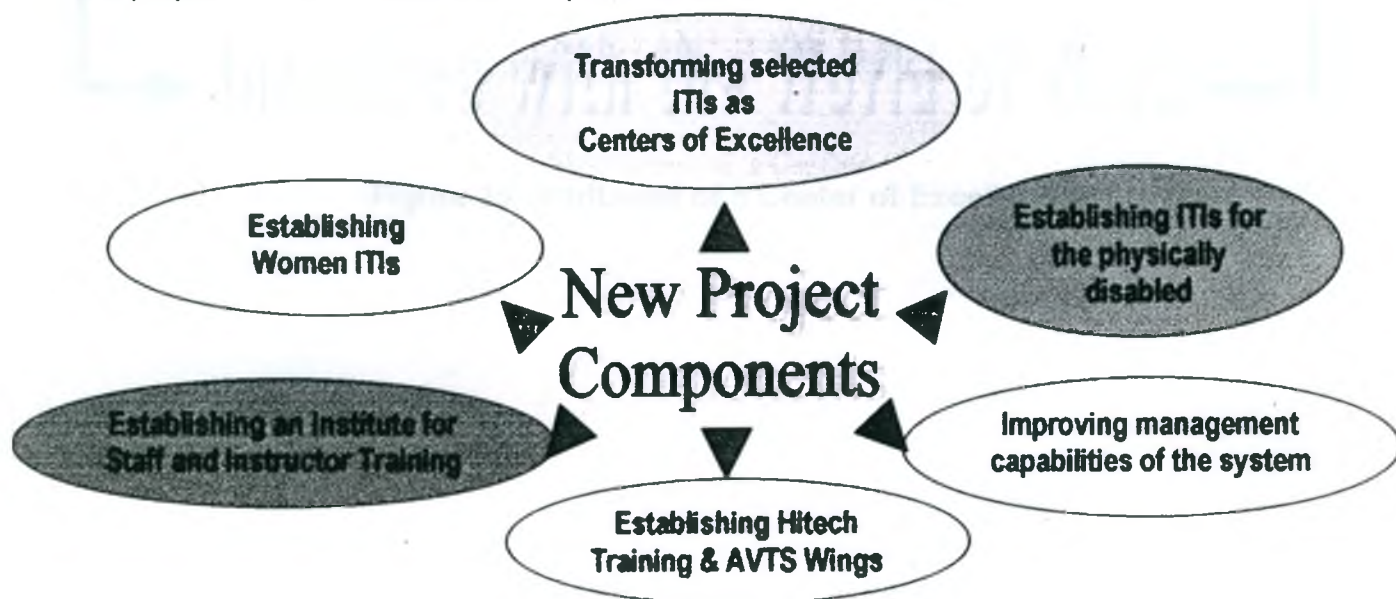 Transforming selected
ITIs as
Centers of Excellence
Establishing
Women ITIs
Establishing ITIs for
the physically
disabled
New Project
Components
Establishing an Institute for
Staff and Instructor Training
Improving management
capabilities of the system
Establishing Hitech
Training & AVTS Wings